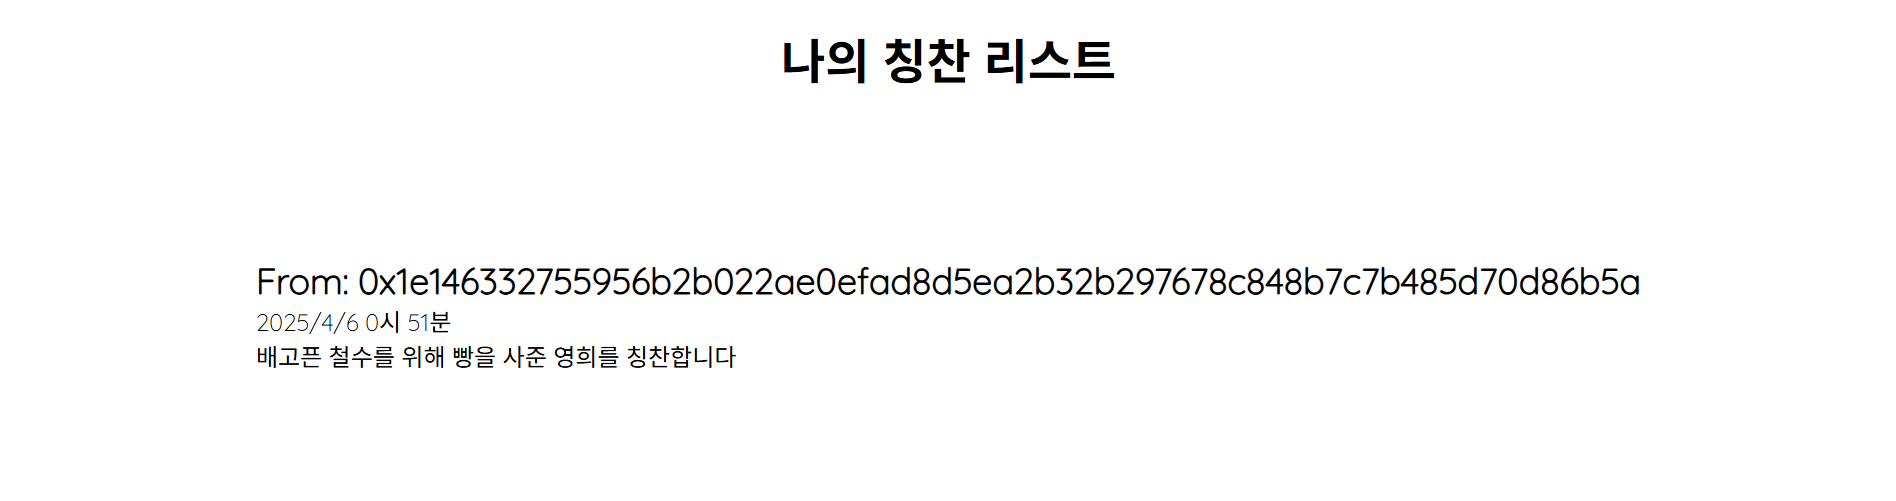 나의 칭찬 리스트
From: 0x1e146332755956b2b022ae0efad8d5ea2b32b297678c848b7c7b485d70d86b5a
2025/4/6 0시 51분
배고픈 철수를 위해 빵을 사준 영희를 칭찬합니다